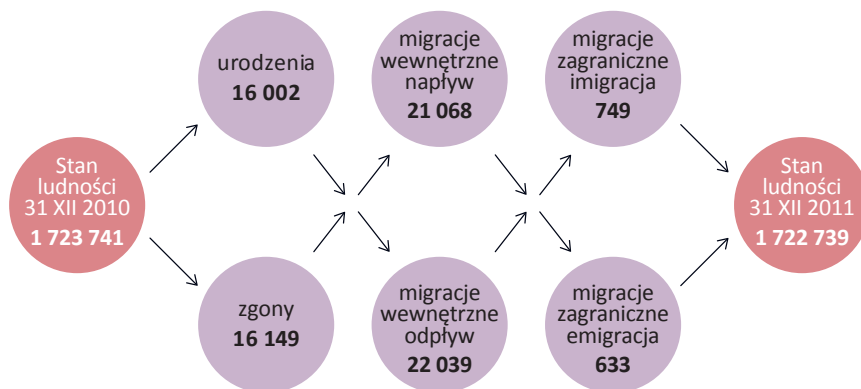 Stan
ludności
31 XII 2010
1 723 741
urodzenia
16 002
zgony
16 149
migracje
wewnętrzne
napływ
21 068
migracje
wewnętrzne
odpływ
22 039
migracje
zagraniczne
imigracja
749
migracje
zagraniczne
emigracja
633
Stan
ludności
31 XII 2011
1 722 739